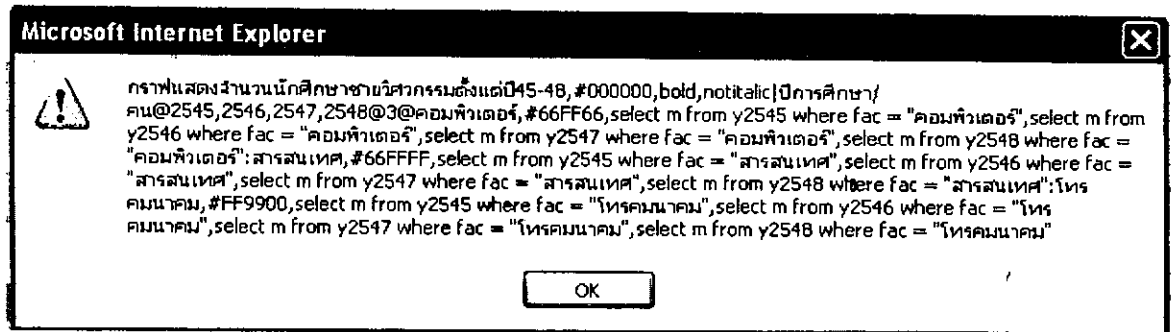 Microsoft Internet Explorer
กราฟแสดงจำนวนนักศึกษาชายวิศวกรรมตั้งแต่ปี45-48,#000000,bold,notitalic|ปีการศึกษา/
คน@2545,2546,2547,2548@3@คอมพิวเตอร์,#66FF66,select m from y2545 where fac = "คอมพิวเตอร์",select m from
y2546 where fac = "คอมพิวเตอร์",select m from y2547 where fac = "คอมพิวเตอร์",select m from y2548 where fac =
"คอมพิวเตอร์":สารสนเทศ,#66FFFF,select m from y2545 where fac = "สารสนเทศ",select m from y2546 where fac =
"สารสนเทศ",select m from y2547 where fac = "สารสนเทศ",select m from y2548 where fac = "สารสนเทศ":โทร
คมนาคม,#FF9900,select m from y2545 where fac = "โทรคมนาคม",select m from y2546 where fac = "โทร
คมนาคม",select m from y2547 where fac = "โทรคมนาคม",select m from y2548 where fac = "โทรคมนาคม"
OK